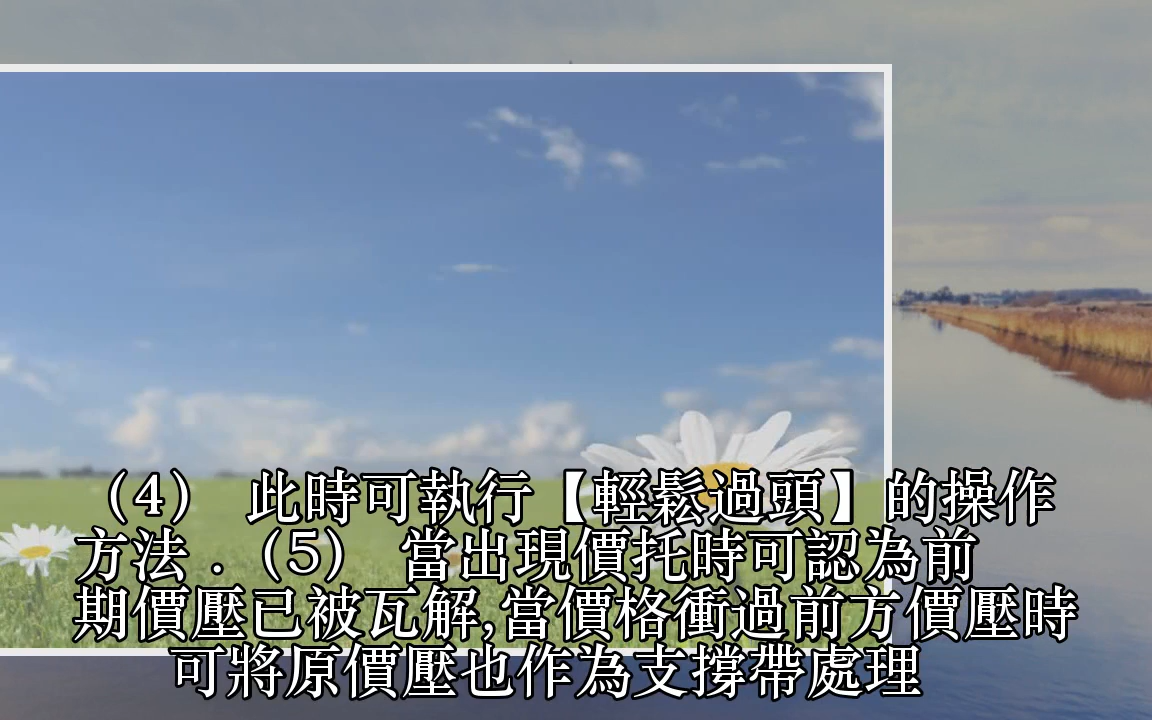 （4） 此時可執行【輕鬆過頭】的操作
方法 .（5） 當出現價托時可認為前
期價壓已被瓦解,當價格衝過前方價壓時
可將原價壓也作為支撐帶處理